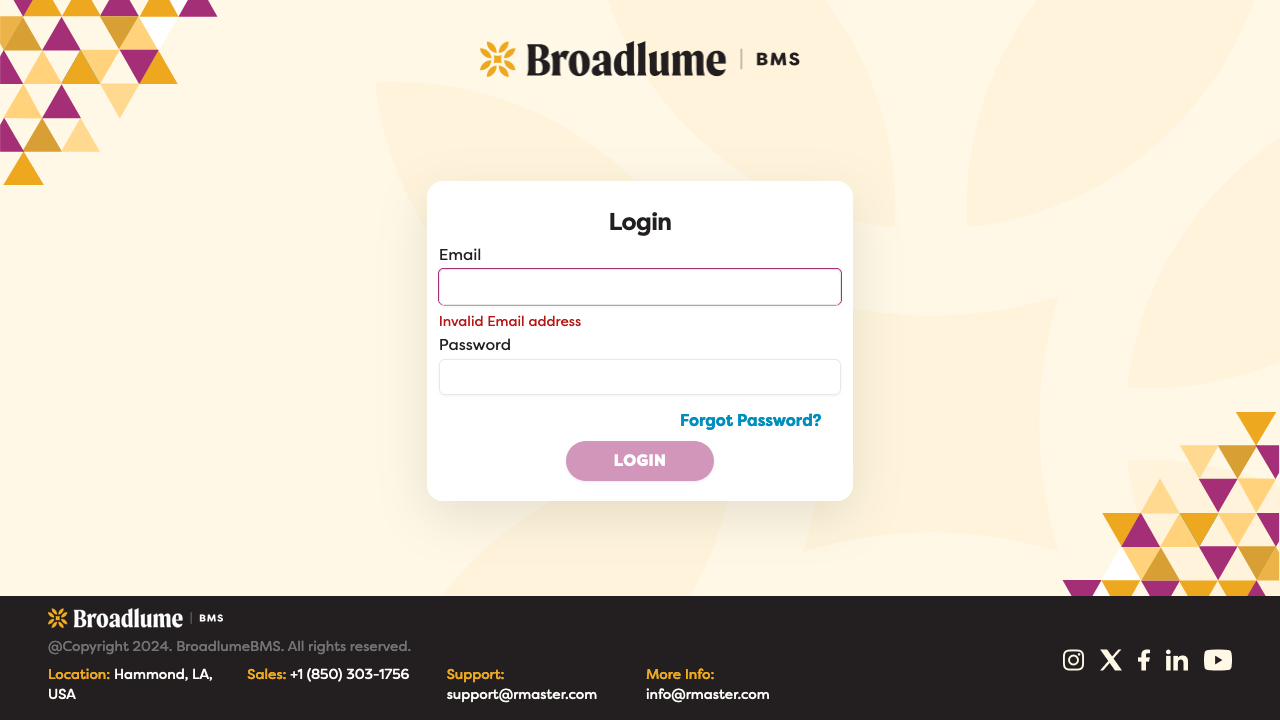 Broadlume | BMS
Login
Email
Invalid Email address
Password
Forgot Password?
LOGIN
Broadlume | BMS
@Copyright 2024. BroadlumeBMS. All rights reserved.
Location: Hammond, LA,
USA
Sales: +1 (850) 303-1756
Support:
support@rmaster.com
More Info:
info@rmaster.com